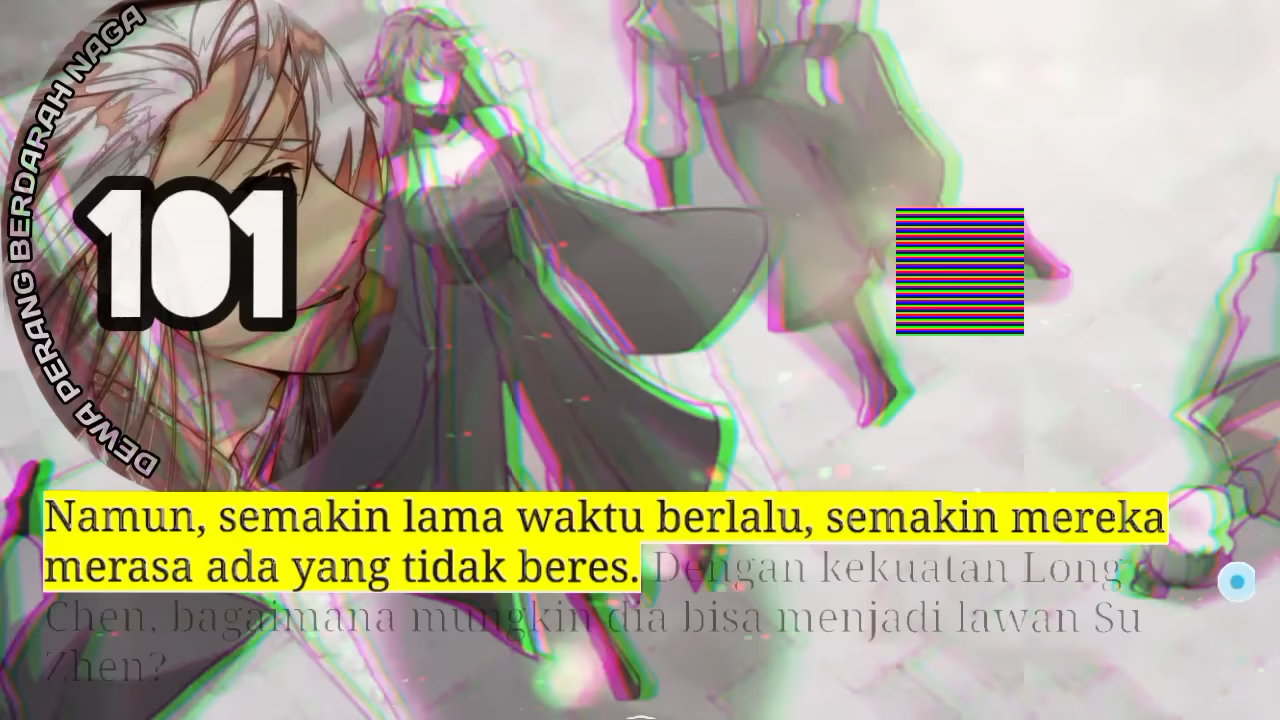 DEWA PERANG BERDARAH NAGA
101
Namun, semakin lama waktu berlalu, semakin mereka
merasa ada yang tidak beres. Dengan kekuatan Long
Chen, bagaimana mungkin dia bisa menjadi lawan Su
Zhen?